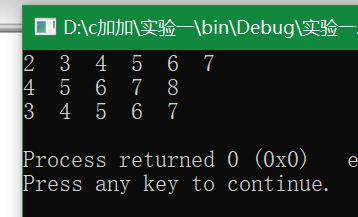 D:\c加加\实验一\bin\Debug\实验一
2 3 4 5 6 7
4 5 6 7 8
3 4 5 6 7
Process returned 0 (0x0)
Press any key to continue.